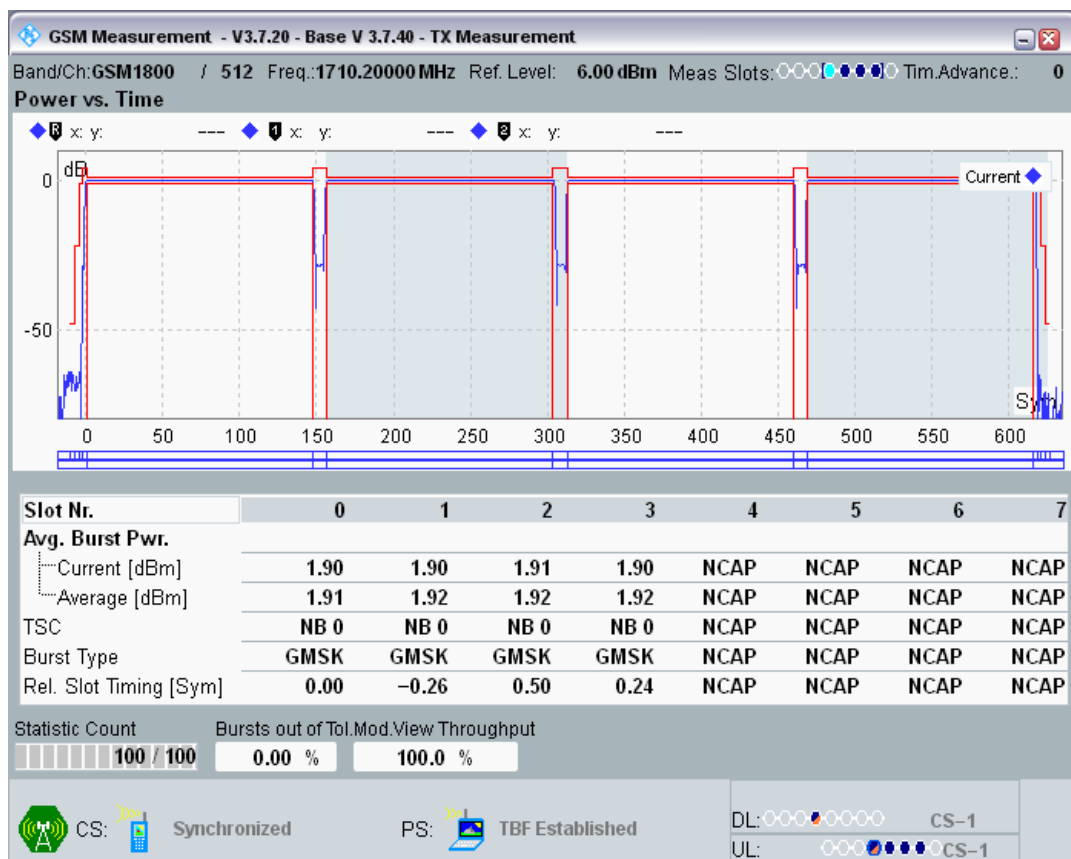 GSM Measurement - V3.7.20 - Base V 3.7.40 - TX Measurement
Band/Ch:GSM1800 / 512 Freq.:1710.20000 MHz Ref. Level: 6.00 dBm Meas Slots: Tim.Advance.: 0
Power vs. Time
R x: y: --- 1 x: y: --- 2 x: y: ---
dB
Current
0
-50
Sym
0 50 100 150 200 250 300 350 400 450 500 550 600
Slot Nr. 0 1 2 3 4 5 6 7
Avg. Burst Pwr.
Current [dBm] 1.90 1.90 1.91 1.90 NCAP NCAP NCAP NCAP
Average [dBm] 1.91 1.92 1.92 1.92 NCAP NCAP NCAP NCAP
TSC NB 0 NB 0 NB 0 NB 0 NCAP NCAP NCAP NCAP
Burst Type GMSK GMSK GMSK GMSK NCAP NCAP NCAP NCAP
Rel. Slot Timing [Sym] 0.00 −0.26 0.50 0.24 NCAP NCAP NCAP NCAP
Statistic Count Bursts out of Tol.Mod.View Throughput
100 / 100 0.00 % 100.0 %
CS: Synchronized PS: TBF Established
DL: CS−1
UL: CS−1